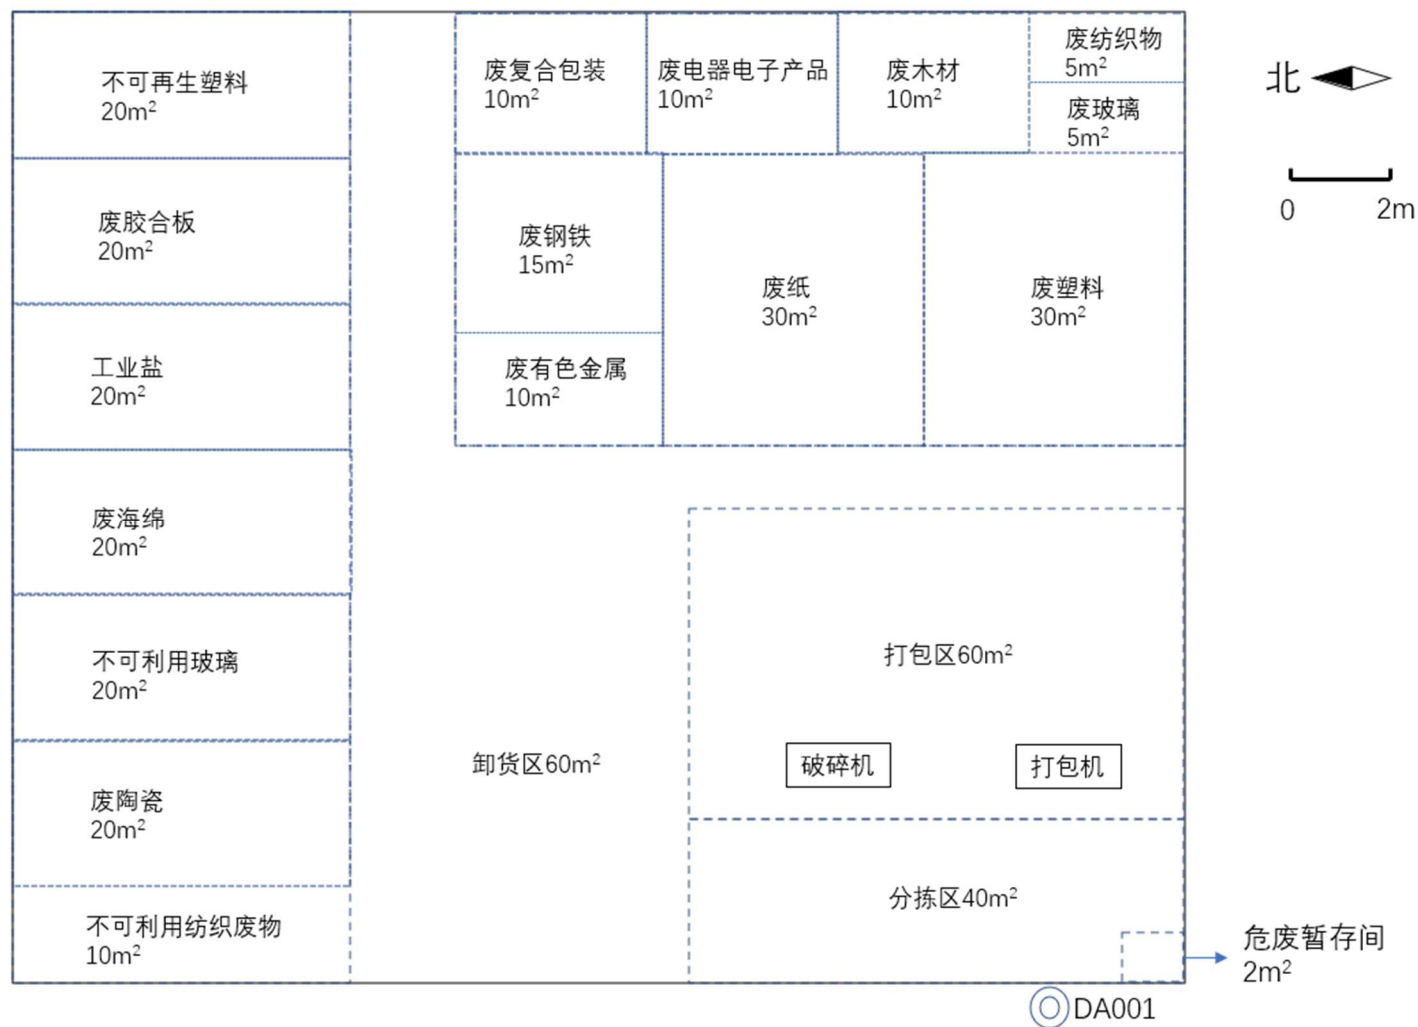 不可再生塑料
20m²
废胶合板
20m²
工业盐
20m²
废海绵
20m²
不可利用玻璃
20m²
废陶瓷
20m²
不可利用纺织废物
10m²
废复合包装
10m²
废电器电子产品
10m²
废木材
10m²
废纺织物
5m²
废玻璃
5m²
废钢铁
15m²
废有色金属
10m²
废纸
30m²
废塑料
30m²
卸货区60m²
打包区60m²
破碎机
打包机
分拣区40m²
危废暂存间
2m²
DA001
北
0 2m